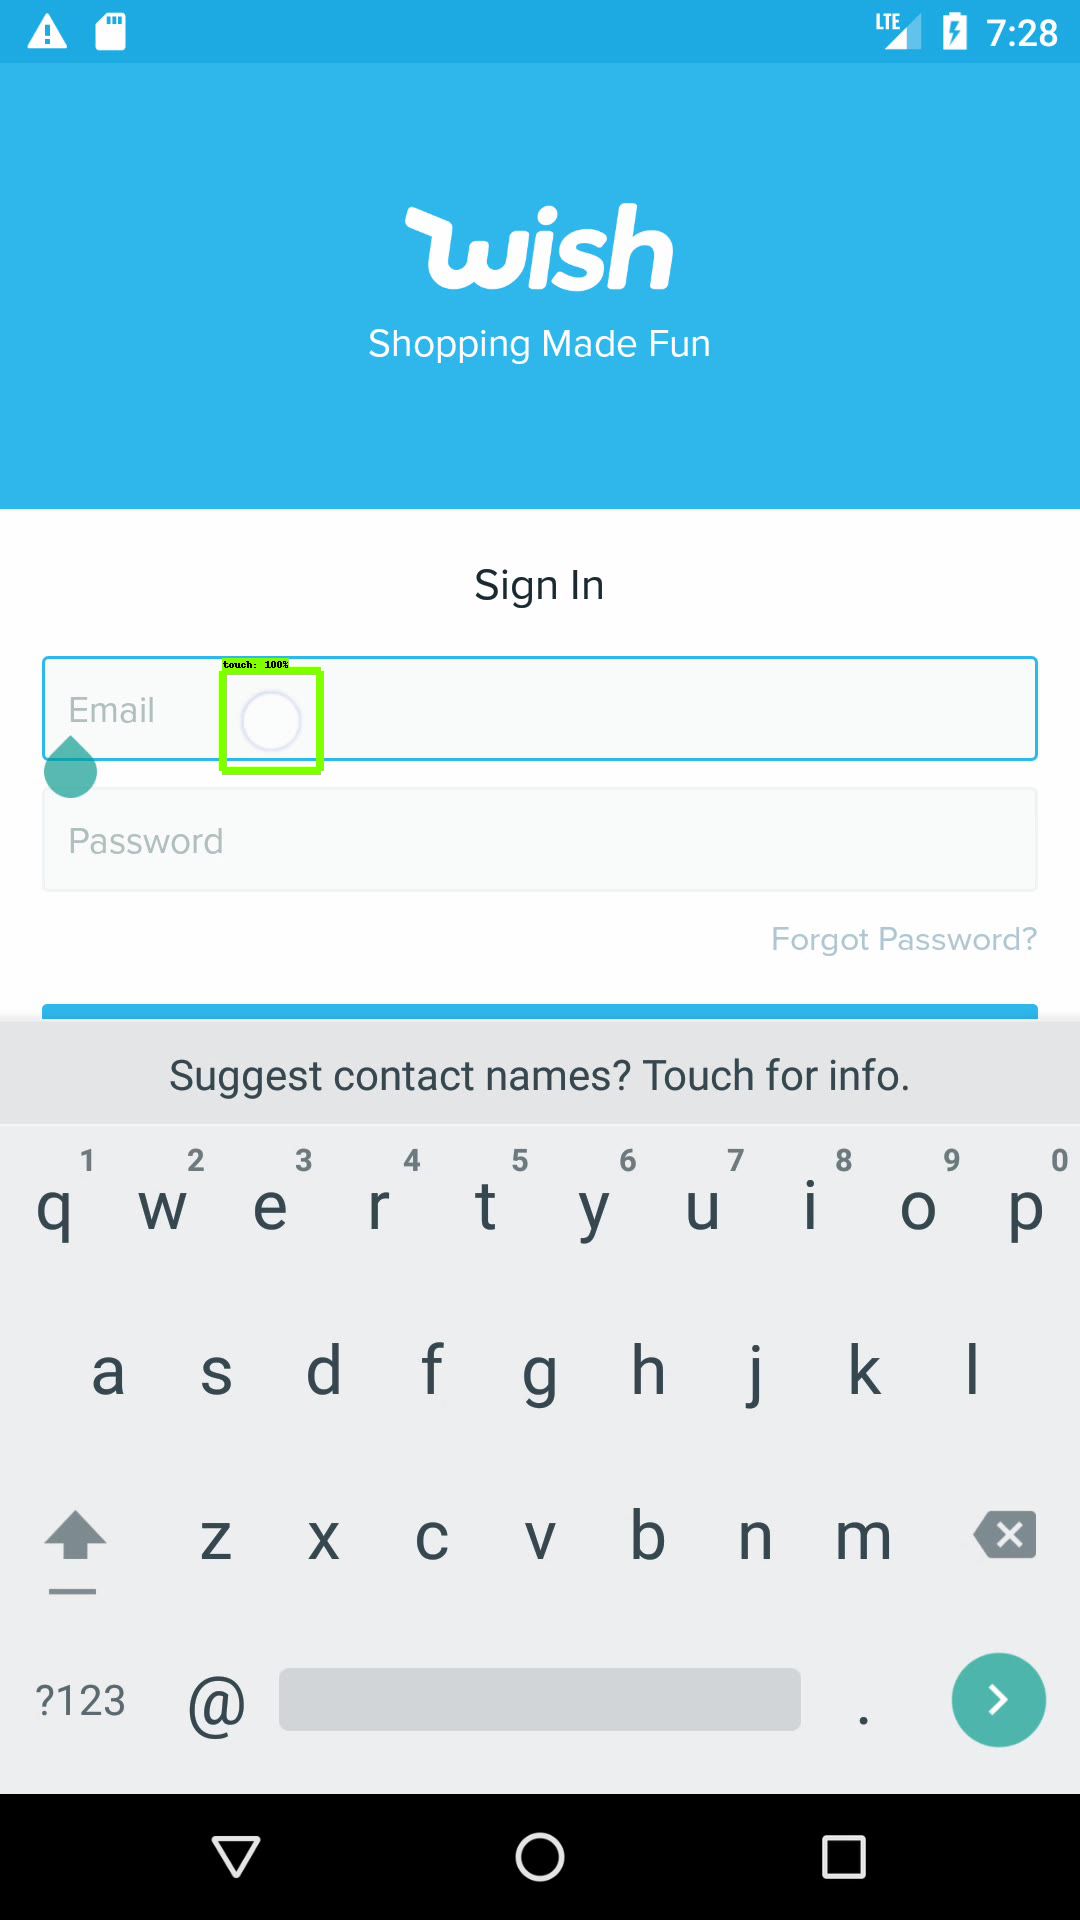 LTE 7:28
wish
Shopping Made Fun
Sign In
touch: 100%
Email
Password
Forgot Password?
Suggest contact names? Touch for info.
1 2 3 4 5 6 7 8 9 0
q w e r t y u i o p
a s d f g h j k l
z x c v b n m
?123 @ .